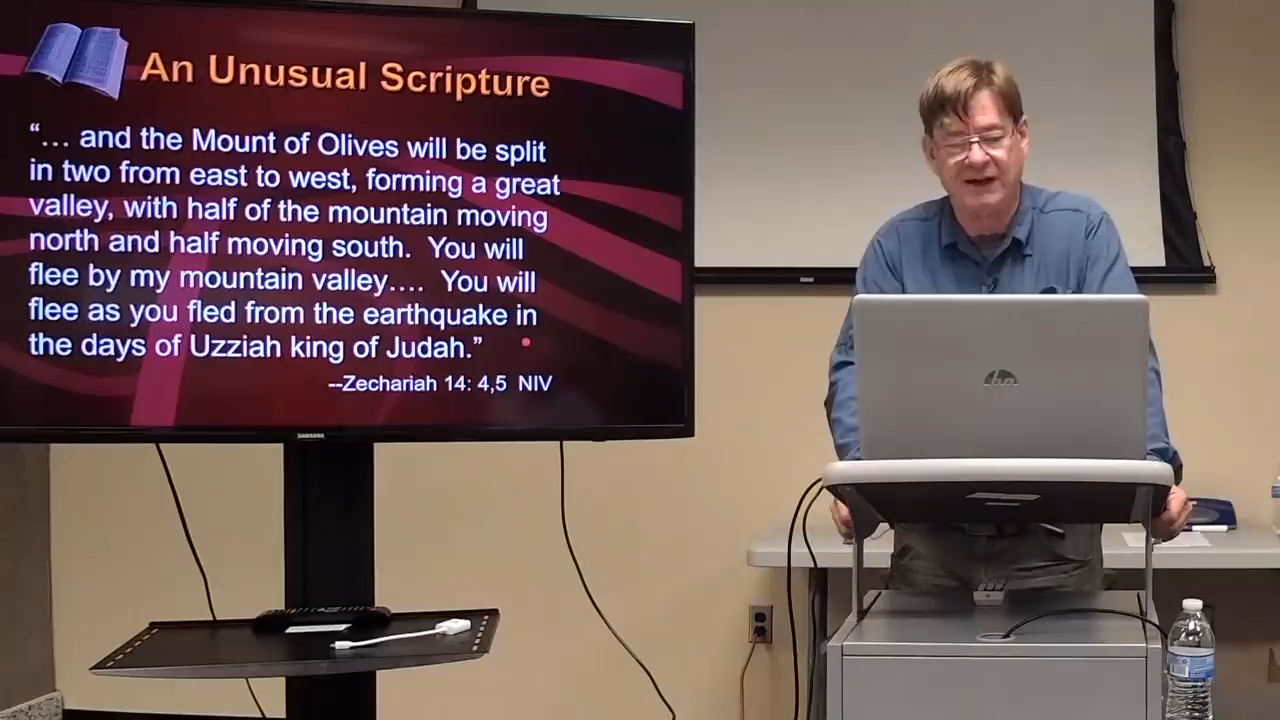 An Unusual Scripture
“… and the Mount of Olives will be split
in two from east to west, forming a great
valley, with half of the mountain moving
north and half moving south.  You will
flee by my mountain valley….  You will
flee as you fled from the earthquake in
the days of Uzziah king of Judah.”
--Zechariah 14: 4,5  NIV
SAMSUNG
hp